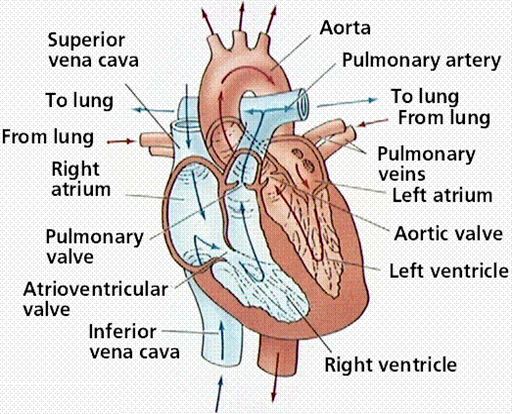 Superior
vena cava
Aorta
Pulmonary artery
To lung
To lung
From lung
From lung
Right
atrium
Pulmonary
veins
Left atrium
Pulmonary
valve
Aortic valve
Left ventricle
Atrioventricular
valve
Inferior
vena cava
Right ventricle